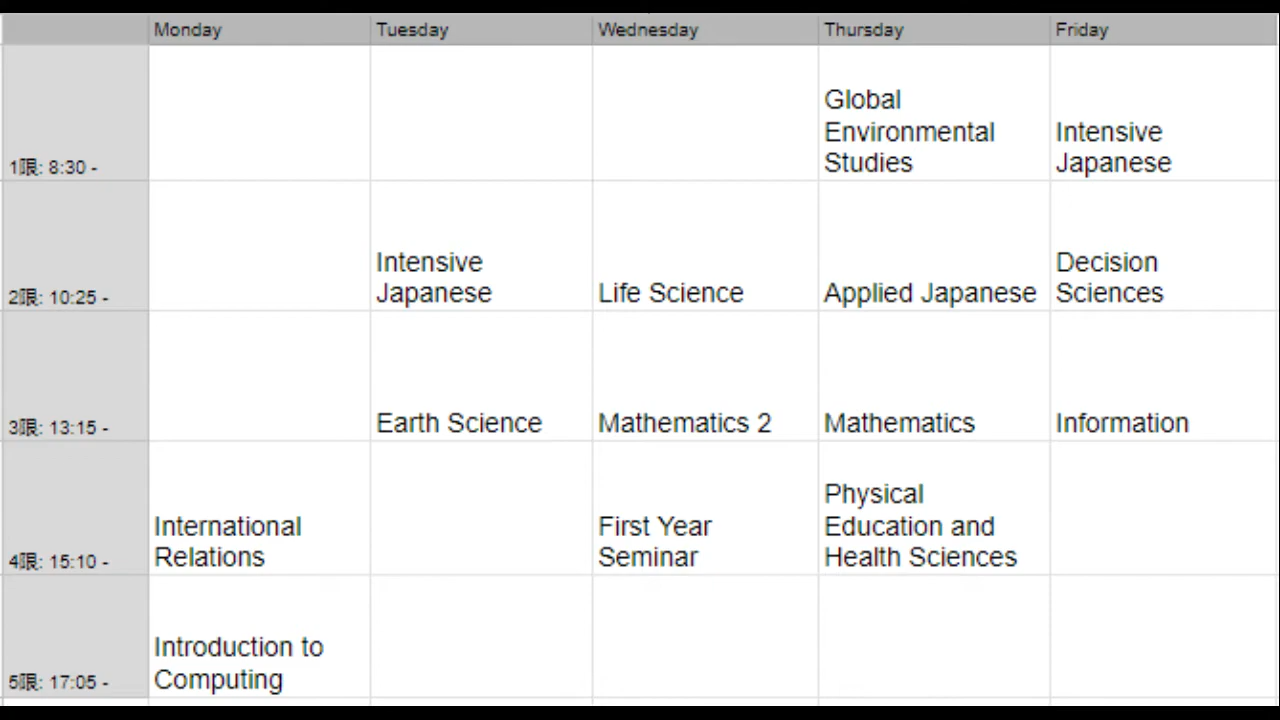 Monday Tuesday Wednesday Thursday Friday
1限: 8:30 -
Global
Environmental
Studies
Intensive
Japanese
2限: 10:25 -
Intensive
Japanese
Life Science
Applied Japanese
Decision
Sciences
3限: 13:15 -
Earth Science
Mathematics 2
Mathematics
Information
4限: 15:10 -
International
Relations
First Year
Seminar
Physical
Education and
Health Sciences
5限: 17:05 -
Introduction to
Computing